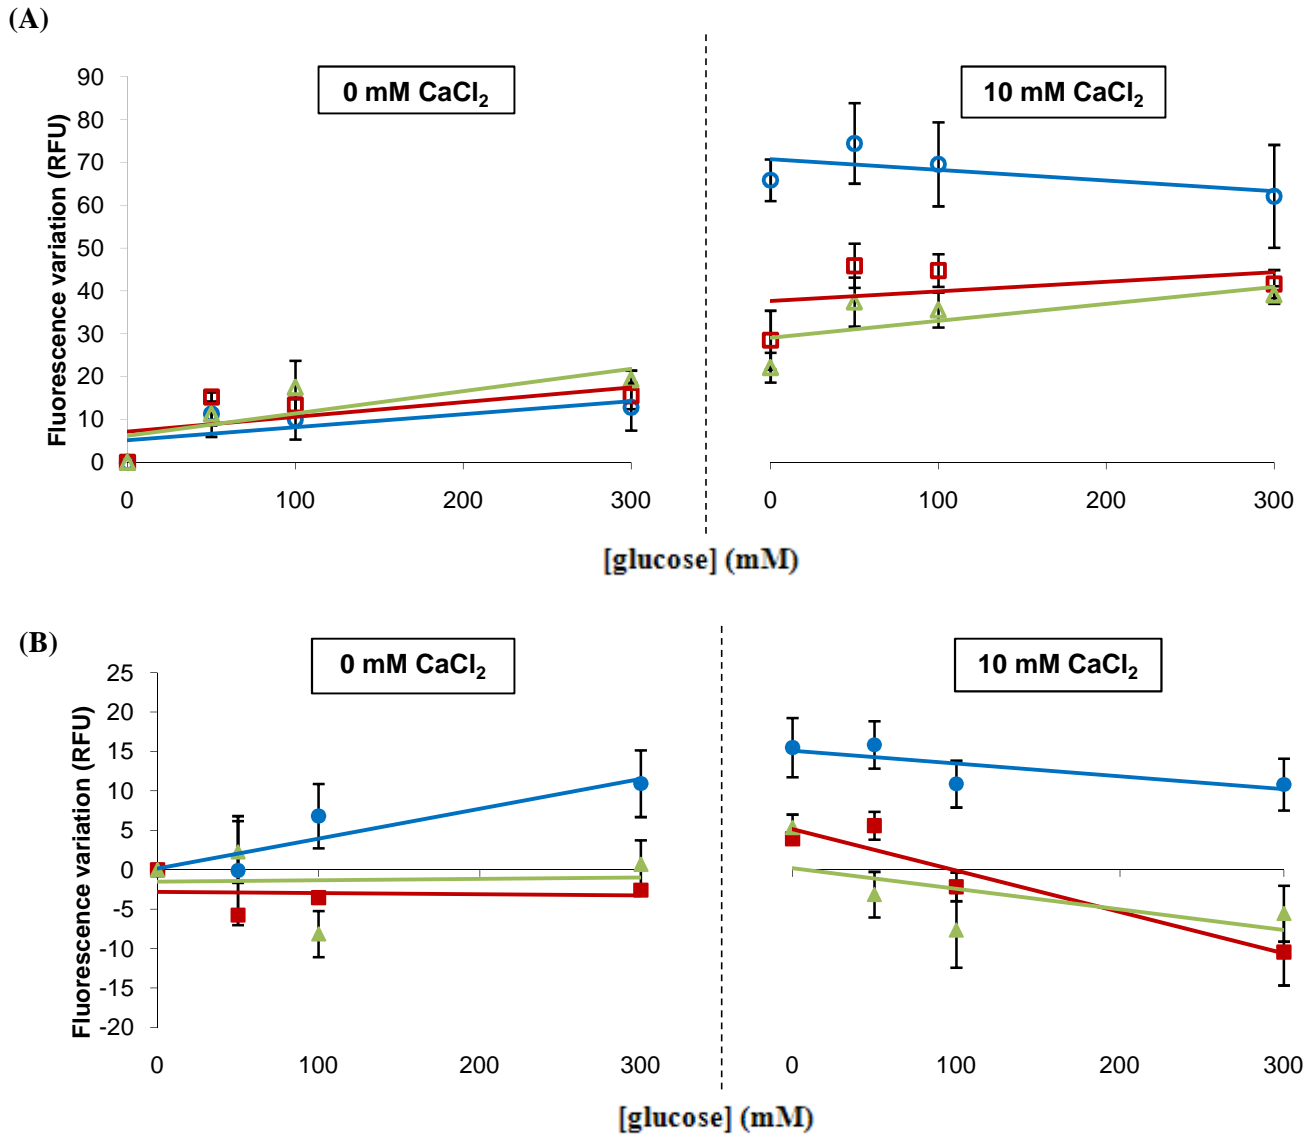 (A)
0 mM CaCl₂
10 mM CaCl₂
Fluorescence variation (RFU)
90
80
70
60
50
40
30
20
10
0
0 100 200 300
0 100 200 300
[glucose] (mM)
(B)
0 mM CaCl₂
10 mM CaCl₂
Fluorescence variation (RFU)
25
20
15
10
5
0
-5
-10
-15
-20
0 100 200 300
0 100 200 300
[glucose] (mM)